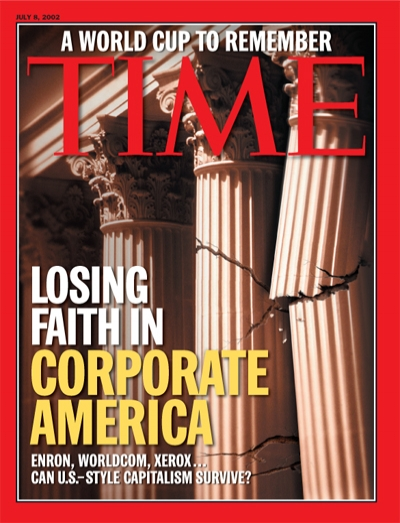 JULY 8, 2002
A WORLD CUP TO REMEMBER
TIME
LOSING
FAITH IN
CORPORATE
AMERICA
ENRON, WORLDCOM, XEROX...
CAN U.S.–STYLE CAPITALISM SURVIVE?